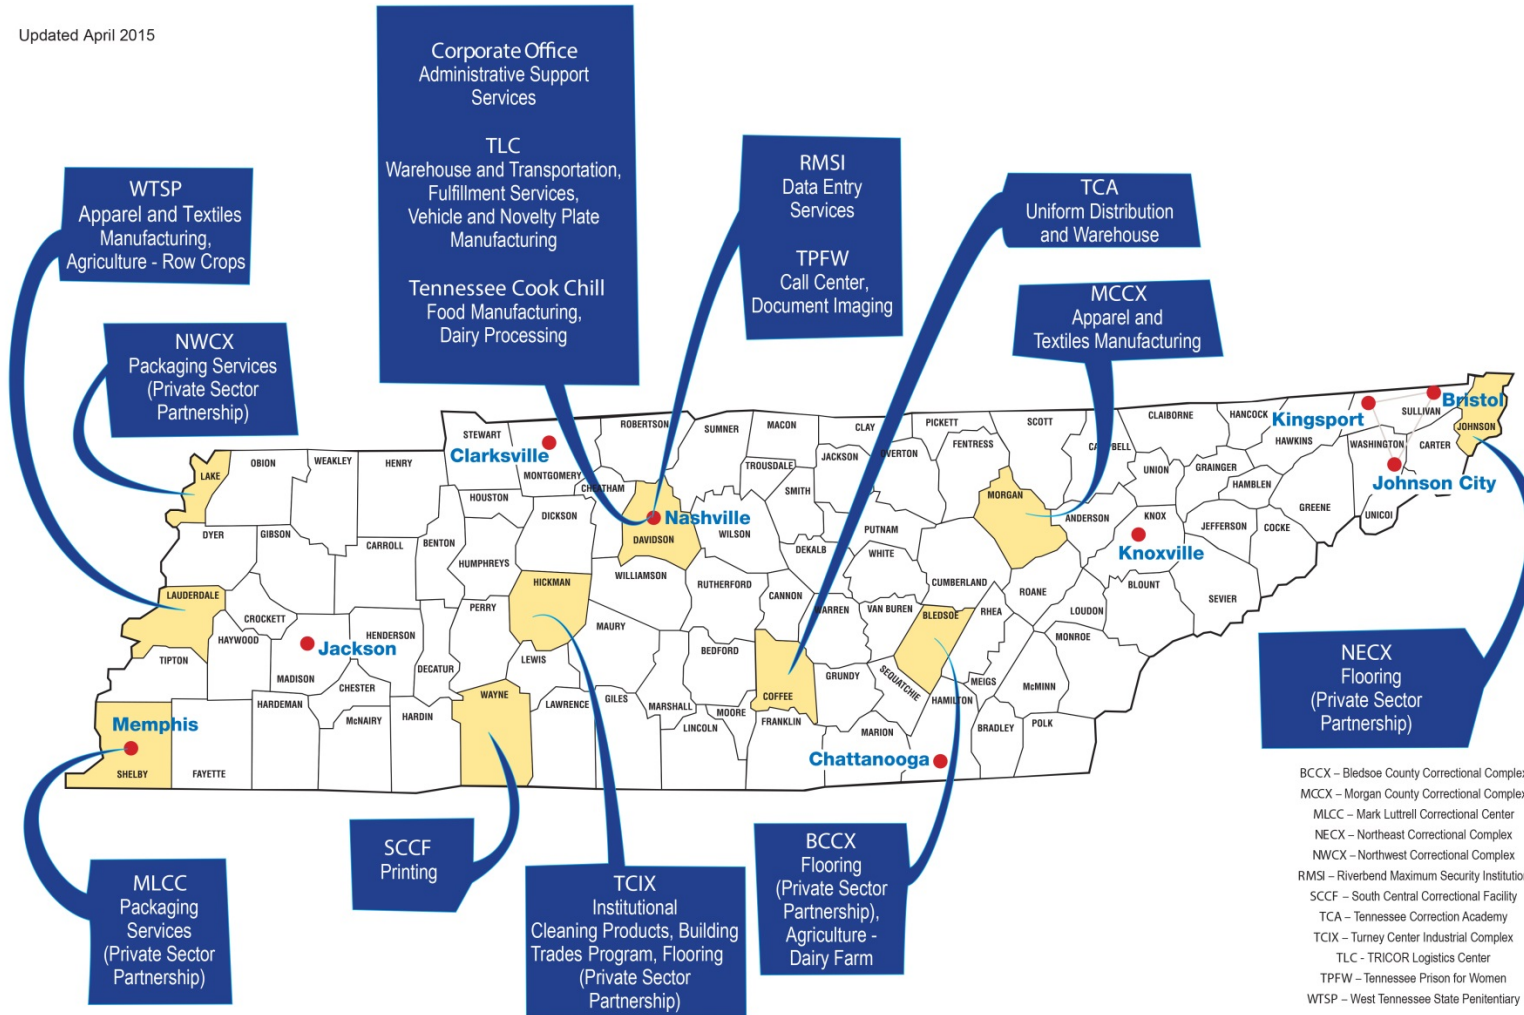 Updated April 2015
Corporate Office
Administrative Support
Services
TLC
Warehouse and Transportation,
Fulfillment Services,
Vehicle and Novelty Plate
Manufacturing
Tennessee Cook Chill
Food Manufacturing,
Dairy Processing
RMSI
Data Entry
Services
TPFW
Call Center,
Document Imaging
TCA
Uniform Distribution
and Warehouse
WTSP
Apparel and Textiles
Manufacturing,
Agriculture - Row Crops
MCCX
Apparel and
Textiles Manufacturing
NWCX
Packaging Services
(Private Sector
Partnership)
Kingsport
Bristol
Johnson City
Clarksville
Nashville
Knoxville
Jackson
Memphis
Chattanooga
LAKE
OBION
WEAKLEY
HENRY
STEWART
MONTGOMERY
ROBERTSON
SUMNER
MACON
CLAY
PICKETT
SCOTT
CAMPBELL
CLAIBORNE
HANCOCK
HAWKINS
SULLIVAN
JOHNSON
WASHINGTON
CARTER
TROUSDALE
JACKSON
OVERTON
FENTRESS
UNION
GRAINGER
HAMBLEN
GREENE
UNICOI
HOUSTON
CHEATHAM
DICKSON
DAVIDSON
WILSON
SMITH
PUTNAM
MORGAN
ANDERSON
KNOX
JEFFERSON
COCKE
DYER
GIBSON
CARROLL
BENTON
HUMPHREYS
WILLIAMSON
RUTHERFORD
DEKALB
WHITE
CUMBERLAND
ROANE
LOUDON
BLOUNT
SEVIER
LAUDERDALE
CROCKETT
HAYWOOD
MADISON
HENDERSON
DECATUR
PERRY
HICKMAN
MAURY
CANNON
WARREN
VAN BUREN
BLEDSOE
RHEA
MONROE
TIPTON
CHESTER
LEWIS
BEDFORD
COFFEE
GRUNDY
SEQUATCHIE
MEIGS
McMINN
SHELBY
FAYETTE
HARDEMAN
McNAIRY
HARDIN
WAYNE
LAWRENCE
GILES
MARSHALL
MOORE
LINCOLN
FRANKLIN
MARION
HAMILTON
BRADLEY
POLK
NECX
Flooring
(Private Sector
Partnership)
MLCC
Packaging
Services
(Private Sector
Partnership)
SCCF
Printing
TCIX
Institutional
Cleaning Products, Building
Trades Program, Flooring
(Private Sector
Partnership)
BCCX
Flooring
(Private Sector
Partnership),
Agriculture -
Dairy Farm
BCCX – Bledsoe County Correctional Complex
MCCX – Morgan County Correctional Complex
MLCC – Mark Luttrell Correctional Center
NECX – Northeast Correctional Complex
NWCX – Northwest Correctional Complex
RMSI – Riverbend Maximum Security Institution
SCCF – South Central Correctional Facility
TCA – Tennessee Correction Academy
TCIX – Turney Center Industrial Complex
TLC - TRICOR Logistics Center
TPFW – Tennessee Prison for Women
WTSP – West Tennessee State Penitentiary